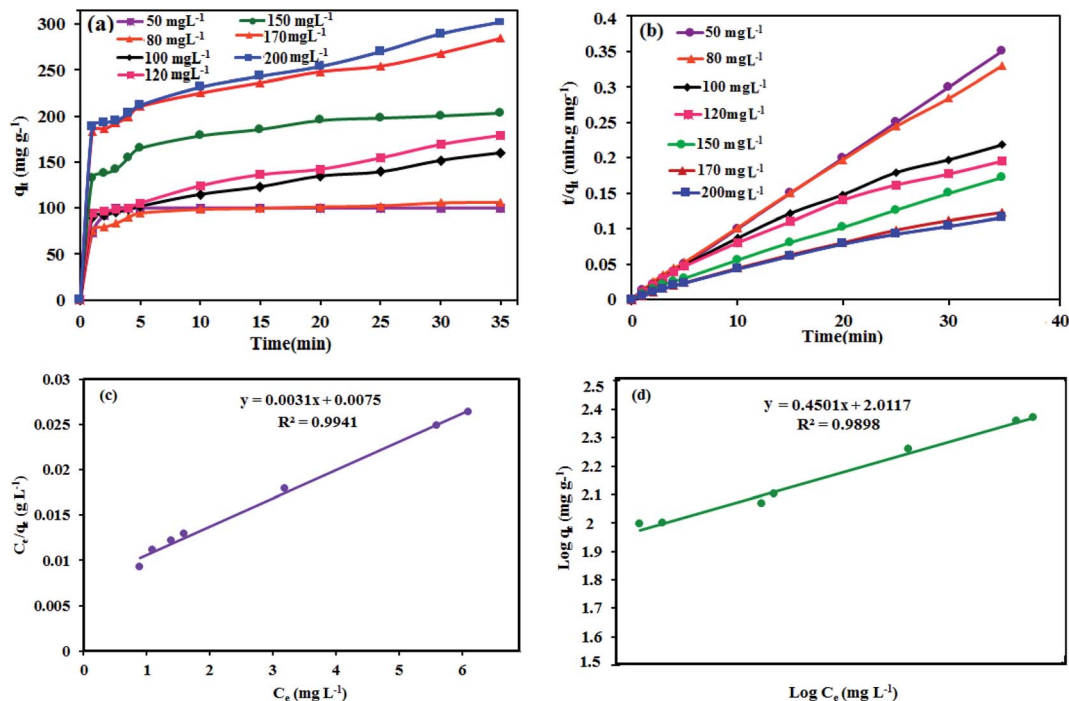 (a)
50 mgL-1
80 mgL-1
100 mgL-1
120 mgL-1
150 mgL-1
170mgL-1
200 mgL-1
300
250
200
150
100
50
0
qt (mg g-1)
0 5 10 15 20 25 30 35
Time(min)
(b)
50 mgL-1
80 mgL-1
100 mgL-1
120mgL-1
150 mgL-1
170 mgL-1
200mg L-1
0.4
0.35
0.3
0.25
0.2
0.15
0.1
0.05
0
t/qt (min.g mg-1)
0 10 20 30 40
Time(min)
(c)
y = 0.0031x + 0.0075
R² = 0.9941
0.03
0.025
0.02
0.015
0.01
0.005
0
Ce/qe (g L-1)
0 1 2 3 4 5 6
Ce (mg L-1)
(d)
y = 0.4501x + 2.0117
R² = 0.9898
2.5
2.4
2.3
2.2
2.1
2
1.9
1.8
1.7
1.6
1.5
Log qe (mg g-1)
Log Ce (mg L-1)